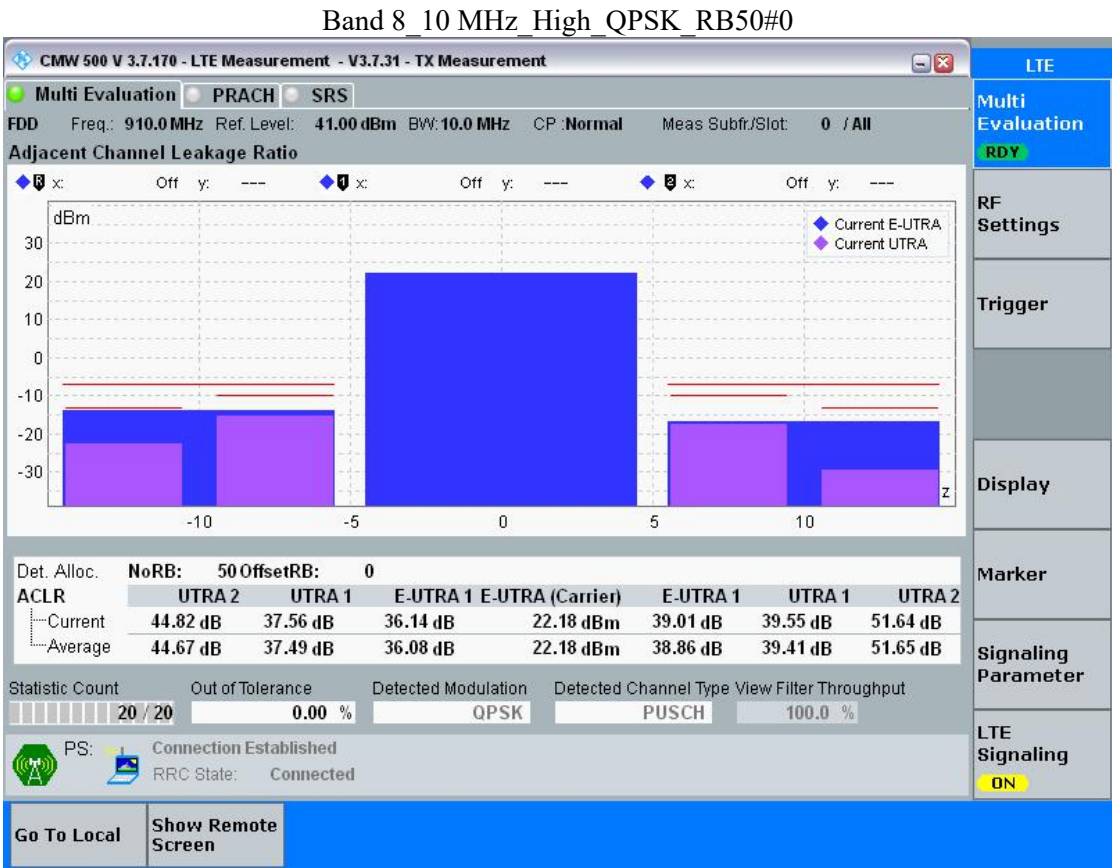 Band 8_10 MHz_High_QPSK_RB50#0
CMW 500 V 3.7.170 - LTE Measurement - V3.7.31 - TX Measurement
LTE
Multi Evaluation PRACH SRS
FDD Freq.: 910.0 MHz Ref. Level: 41.00 dBm BW: 10.0 MHz CP :Normal Meas Subfr./Slot: 0 / All
Adjacent Channel Leakage Ratio
R x: Off y: --- 1 x: Off y: --- 2 x: Off y: ---
dBm
Current E-UTRA
Current UTRA
30
20
10
0
-10
-20
-30
z
-10 -5 0 5 10
Det. Alloc. NoRB: 50 OffsetRB: 0
ACLR UTRA 2 UTRA 1 E-UTRA 1 E-UTRA (Carrier) E-UTRA 1 UTRA 1 UTRA 2
Current 44.82 dB 37.56 dB 36.14 dB 22.18 dBm 39.01 dB 39.55 dB 51.64 dB
Average 44.67 dB 37.49 dB 36.08 dB 22.18 dBm 38.86 dB 39.41 dB 51.65 dB
Statistic Count Out of Tolerance Detected Modulation Detected Channel Type View Filter Throughput
20 / 20 0.00 % QPSK PUSCH 100.0 %
PS: Connection Established
RRC State: Connected
Multi
Evaluation
RDY
RF
Settings
Trigger
Display
Marker
Signaling
Parameter
LTE
Signaling
ON
Go To Local
Show Remote
Screen